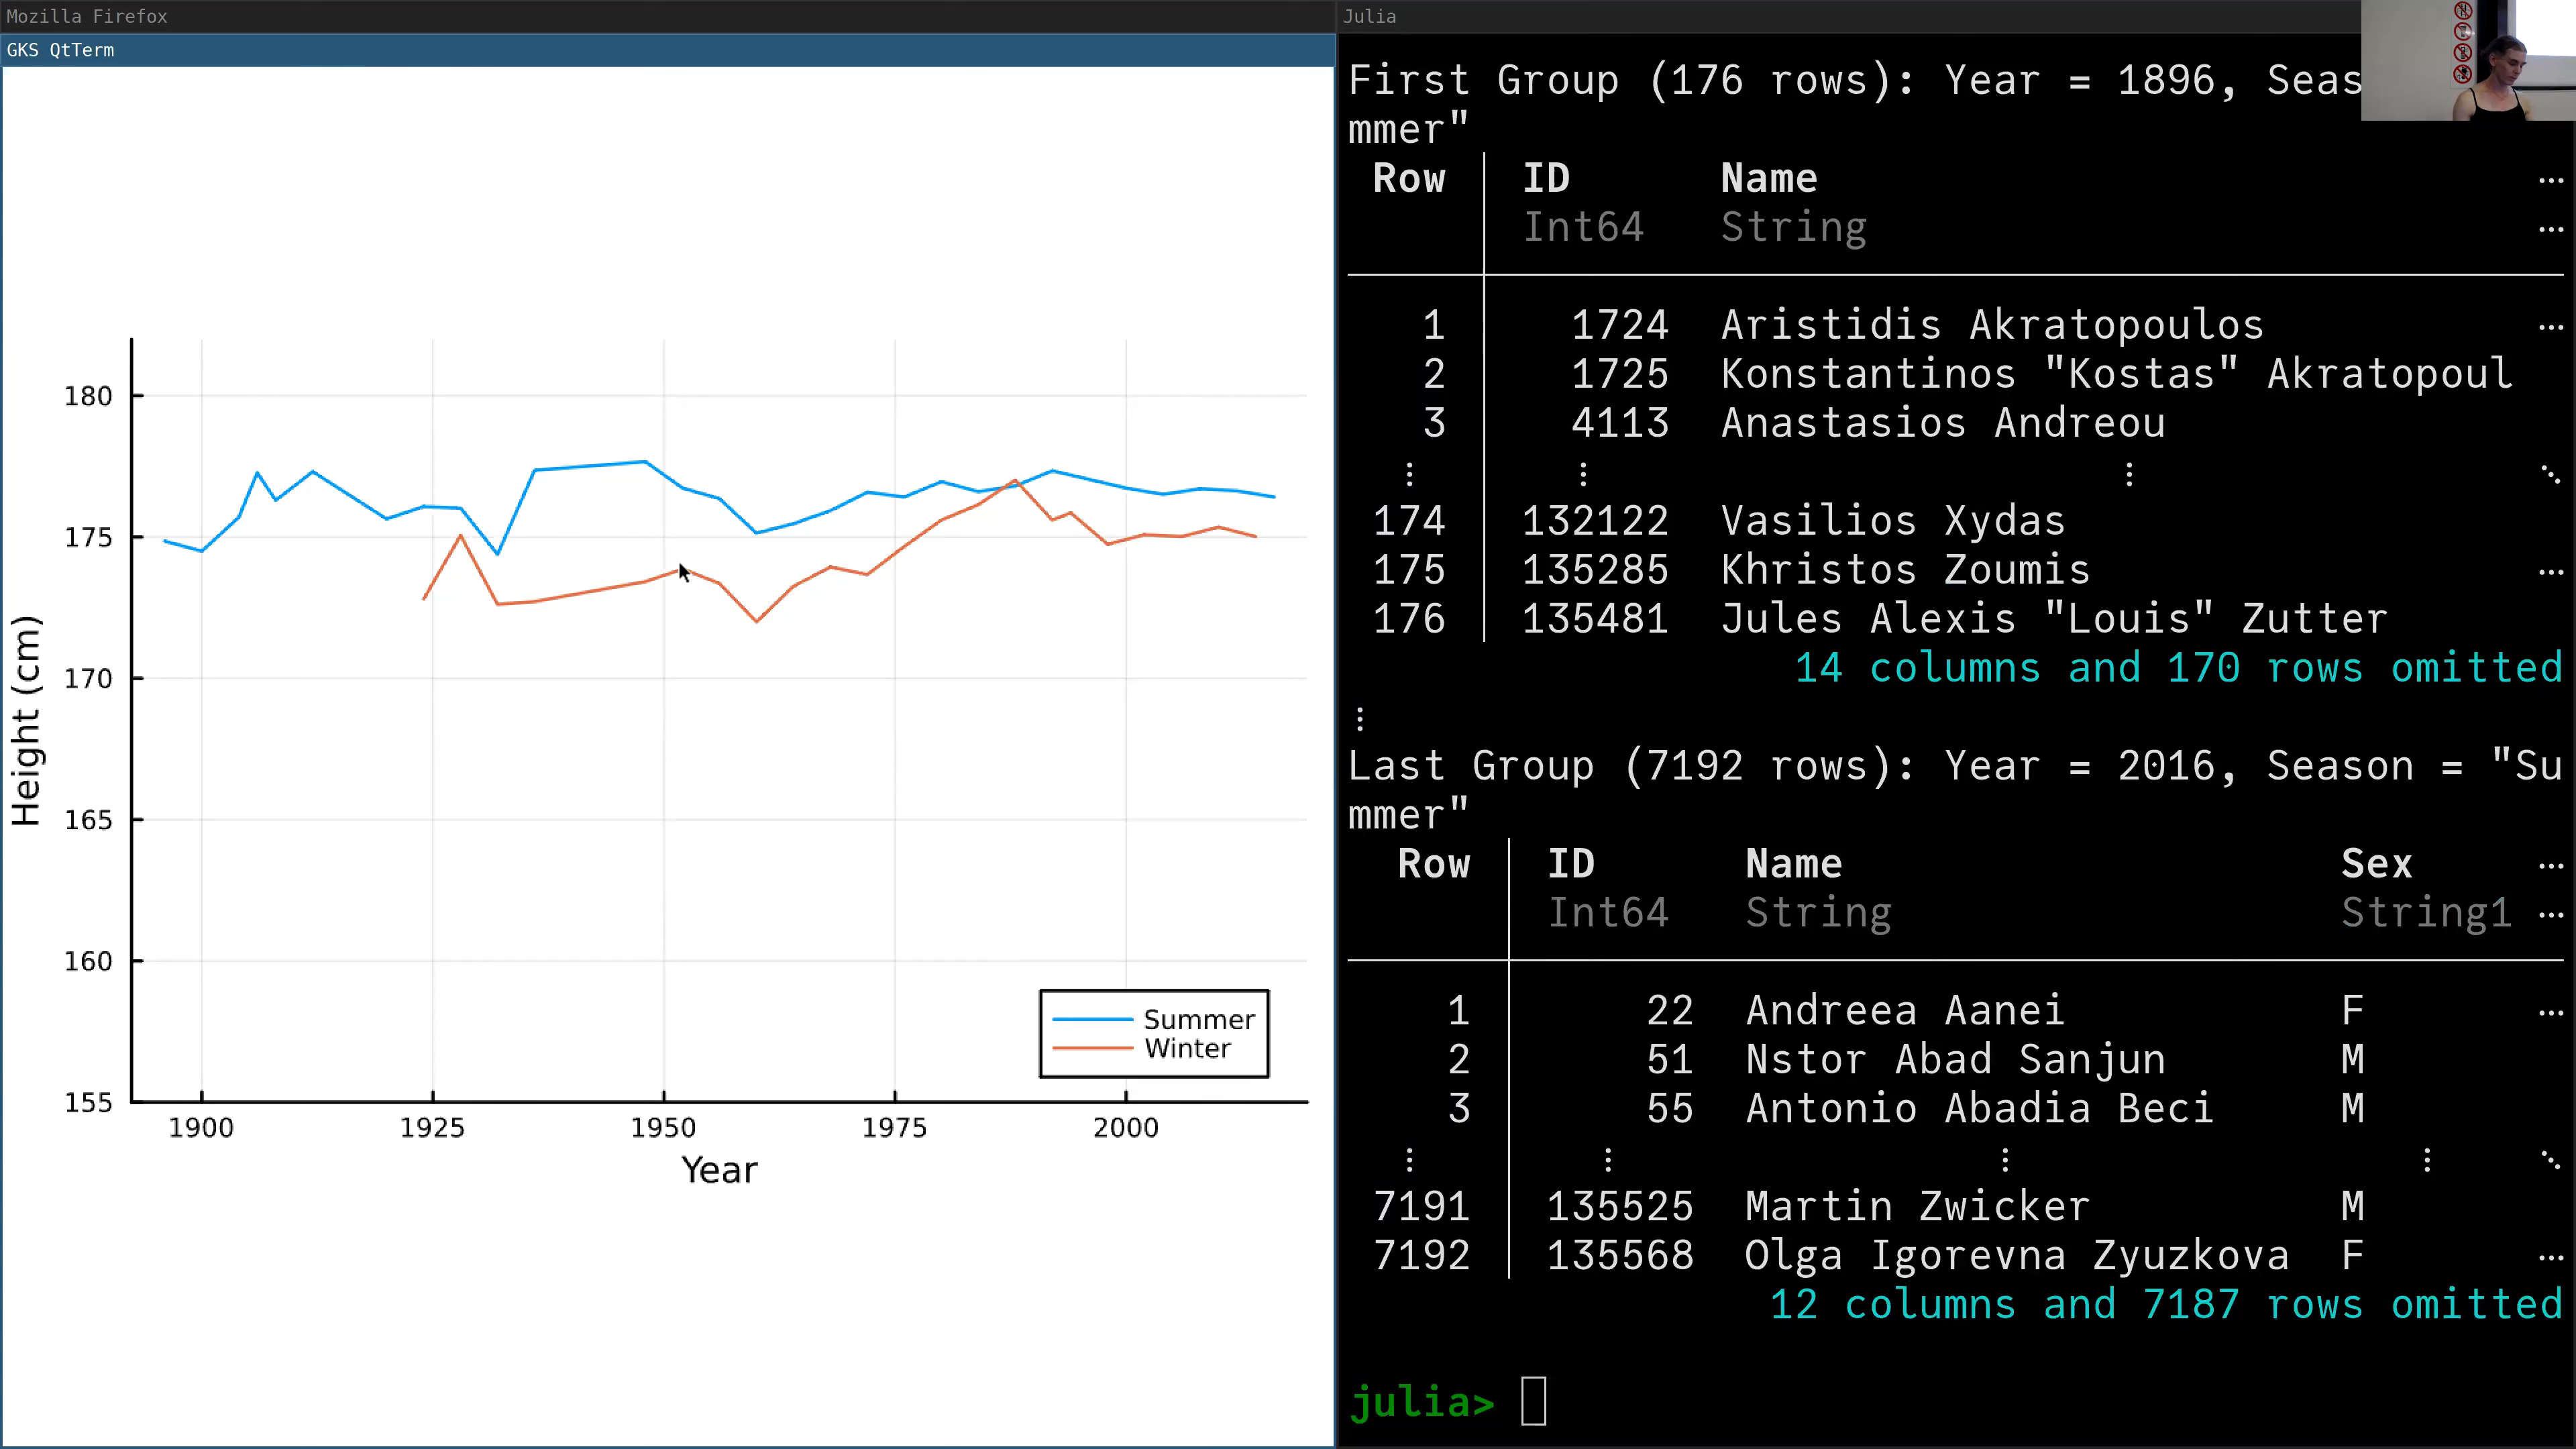 Mozilla Firefox
GKS QtTerm
180
175
170
165
160
155
Height (cm)
1900 1925 1950 1975 2000
Year
Summer
Winter
Julia
First Group (176 rows): Year = 1896, Seas
mmer"
Row ID Name …
Int64 String …
1 1724 Aristidis Akratopoulos …
2 1725 Konstantinos "Kostas" Akratopoul
3 4113 Anastasios Andreou
⋮ ⋮ ⋮ ⋱
174 132122 Vasilios Xydas
175 135285 Khristos Zoumis …
176 135481 Jules Alexis "Louis" Zutter
14 columns and 170 rows omitted
⋮
Last Group (7192 rows): Year = 2016, Season = "Su
mmer"
Row ID Name Sex …
Int64 String String1 …
1 22 Andreea Aanei F …
2 51 Nstor Abad Sanjun M
3 55 Antonio Abadia Beci M
⋮ ⋮ ⋮ ⋮ ⋱
7191 135525 Martin Zwicker M
7192 135568 Olga Igorevna Zyuzkova F …
12 columns and 7187 rows omitted
julia>